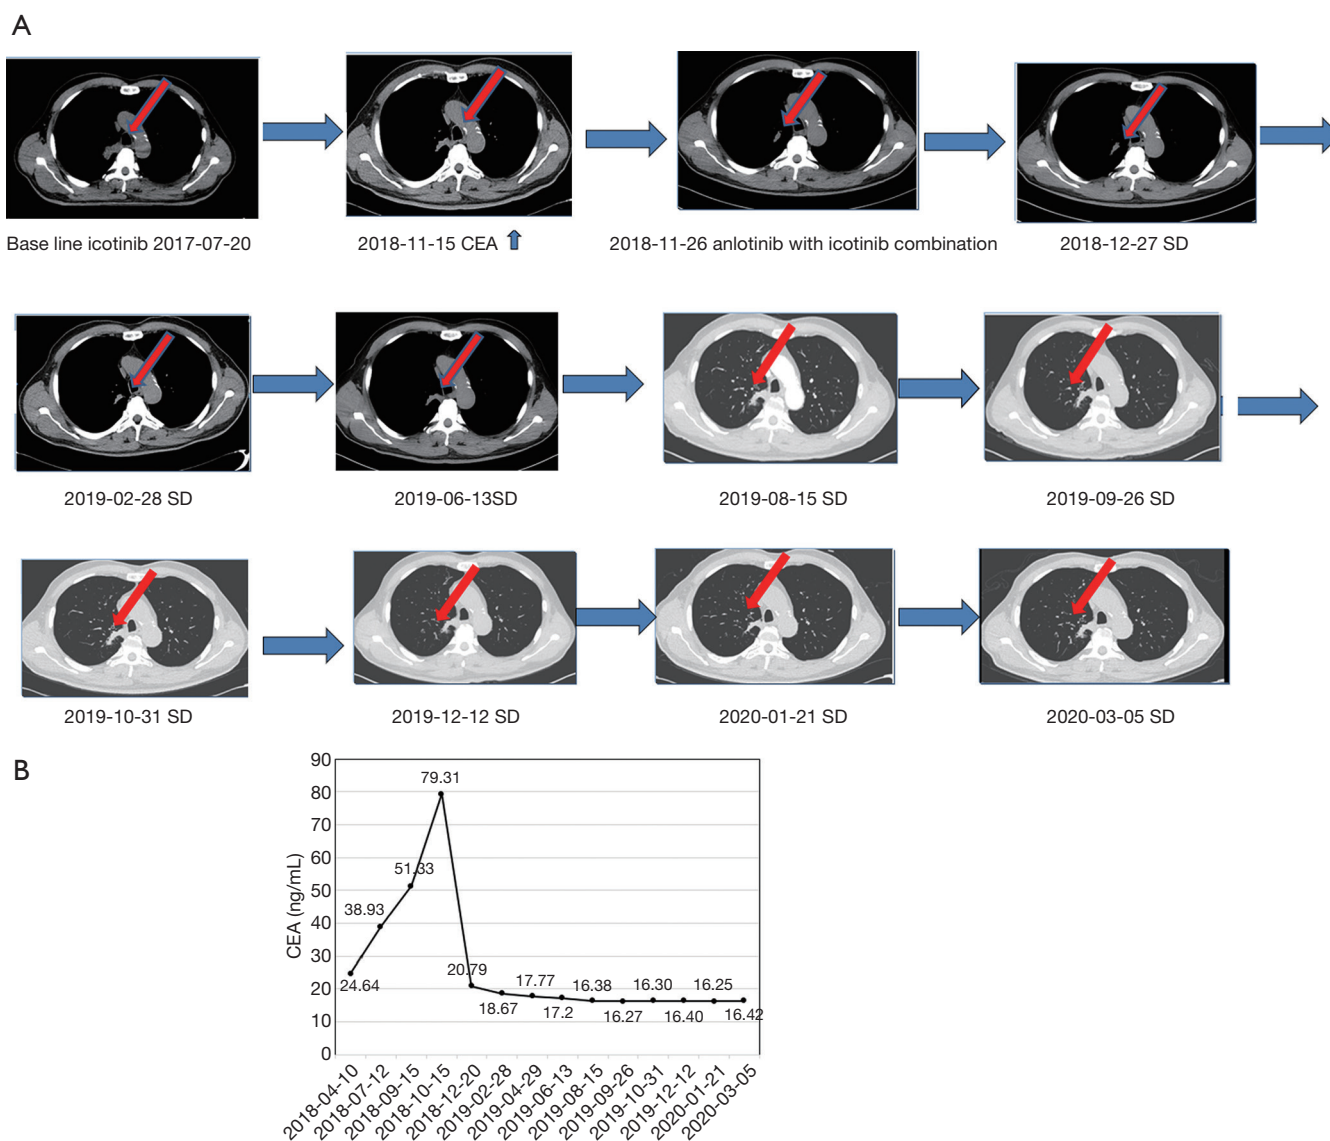 A
Base line icotinib 2017-07-20
2018-11-15 CEA
2018-11-26 anlotinib with icotinib combination
2018-12-27 SD
2019-02-28 SD
2019-06-13SD
2019-08-15 SD
2019-09-26 SD
2019-10-31 SD
2019-12-12 SD
2020-01-21 SD
2020-03-05 SD
B
CEA (ng/mL)
90
80
70
60
50
40
30
20
10
0
24.64
38.93
51.33
79.31
20.79
18.67
17.77
17.2
16.38
16.27
16.30
16.40
16.25
16.42
2018-04-10
2018-07-12
2018-09-15
2018-10-15
2018-12-20
2019-02-28
2019-04-29
2019-06-13
2019-08-15
2019-09-26
2019-10-31
2019-12-12
2020-01-21
2020-03-05